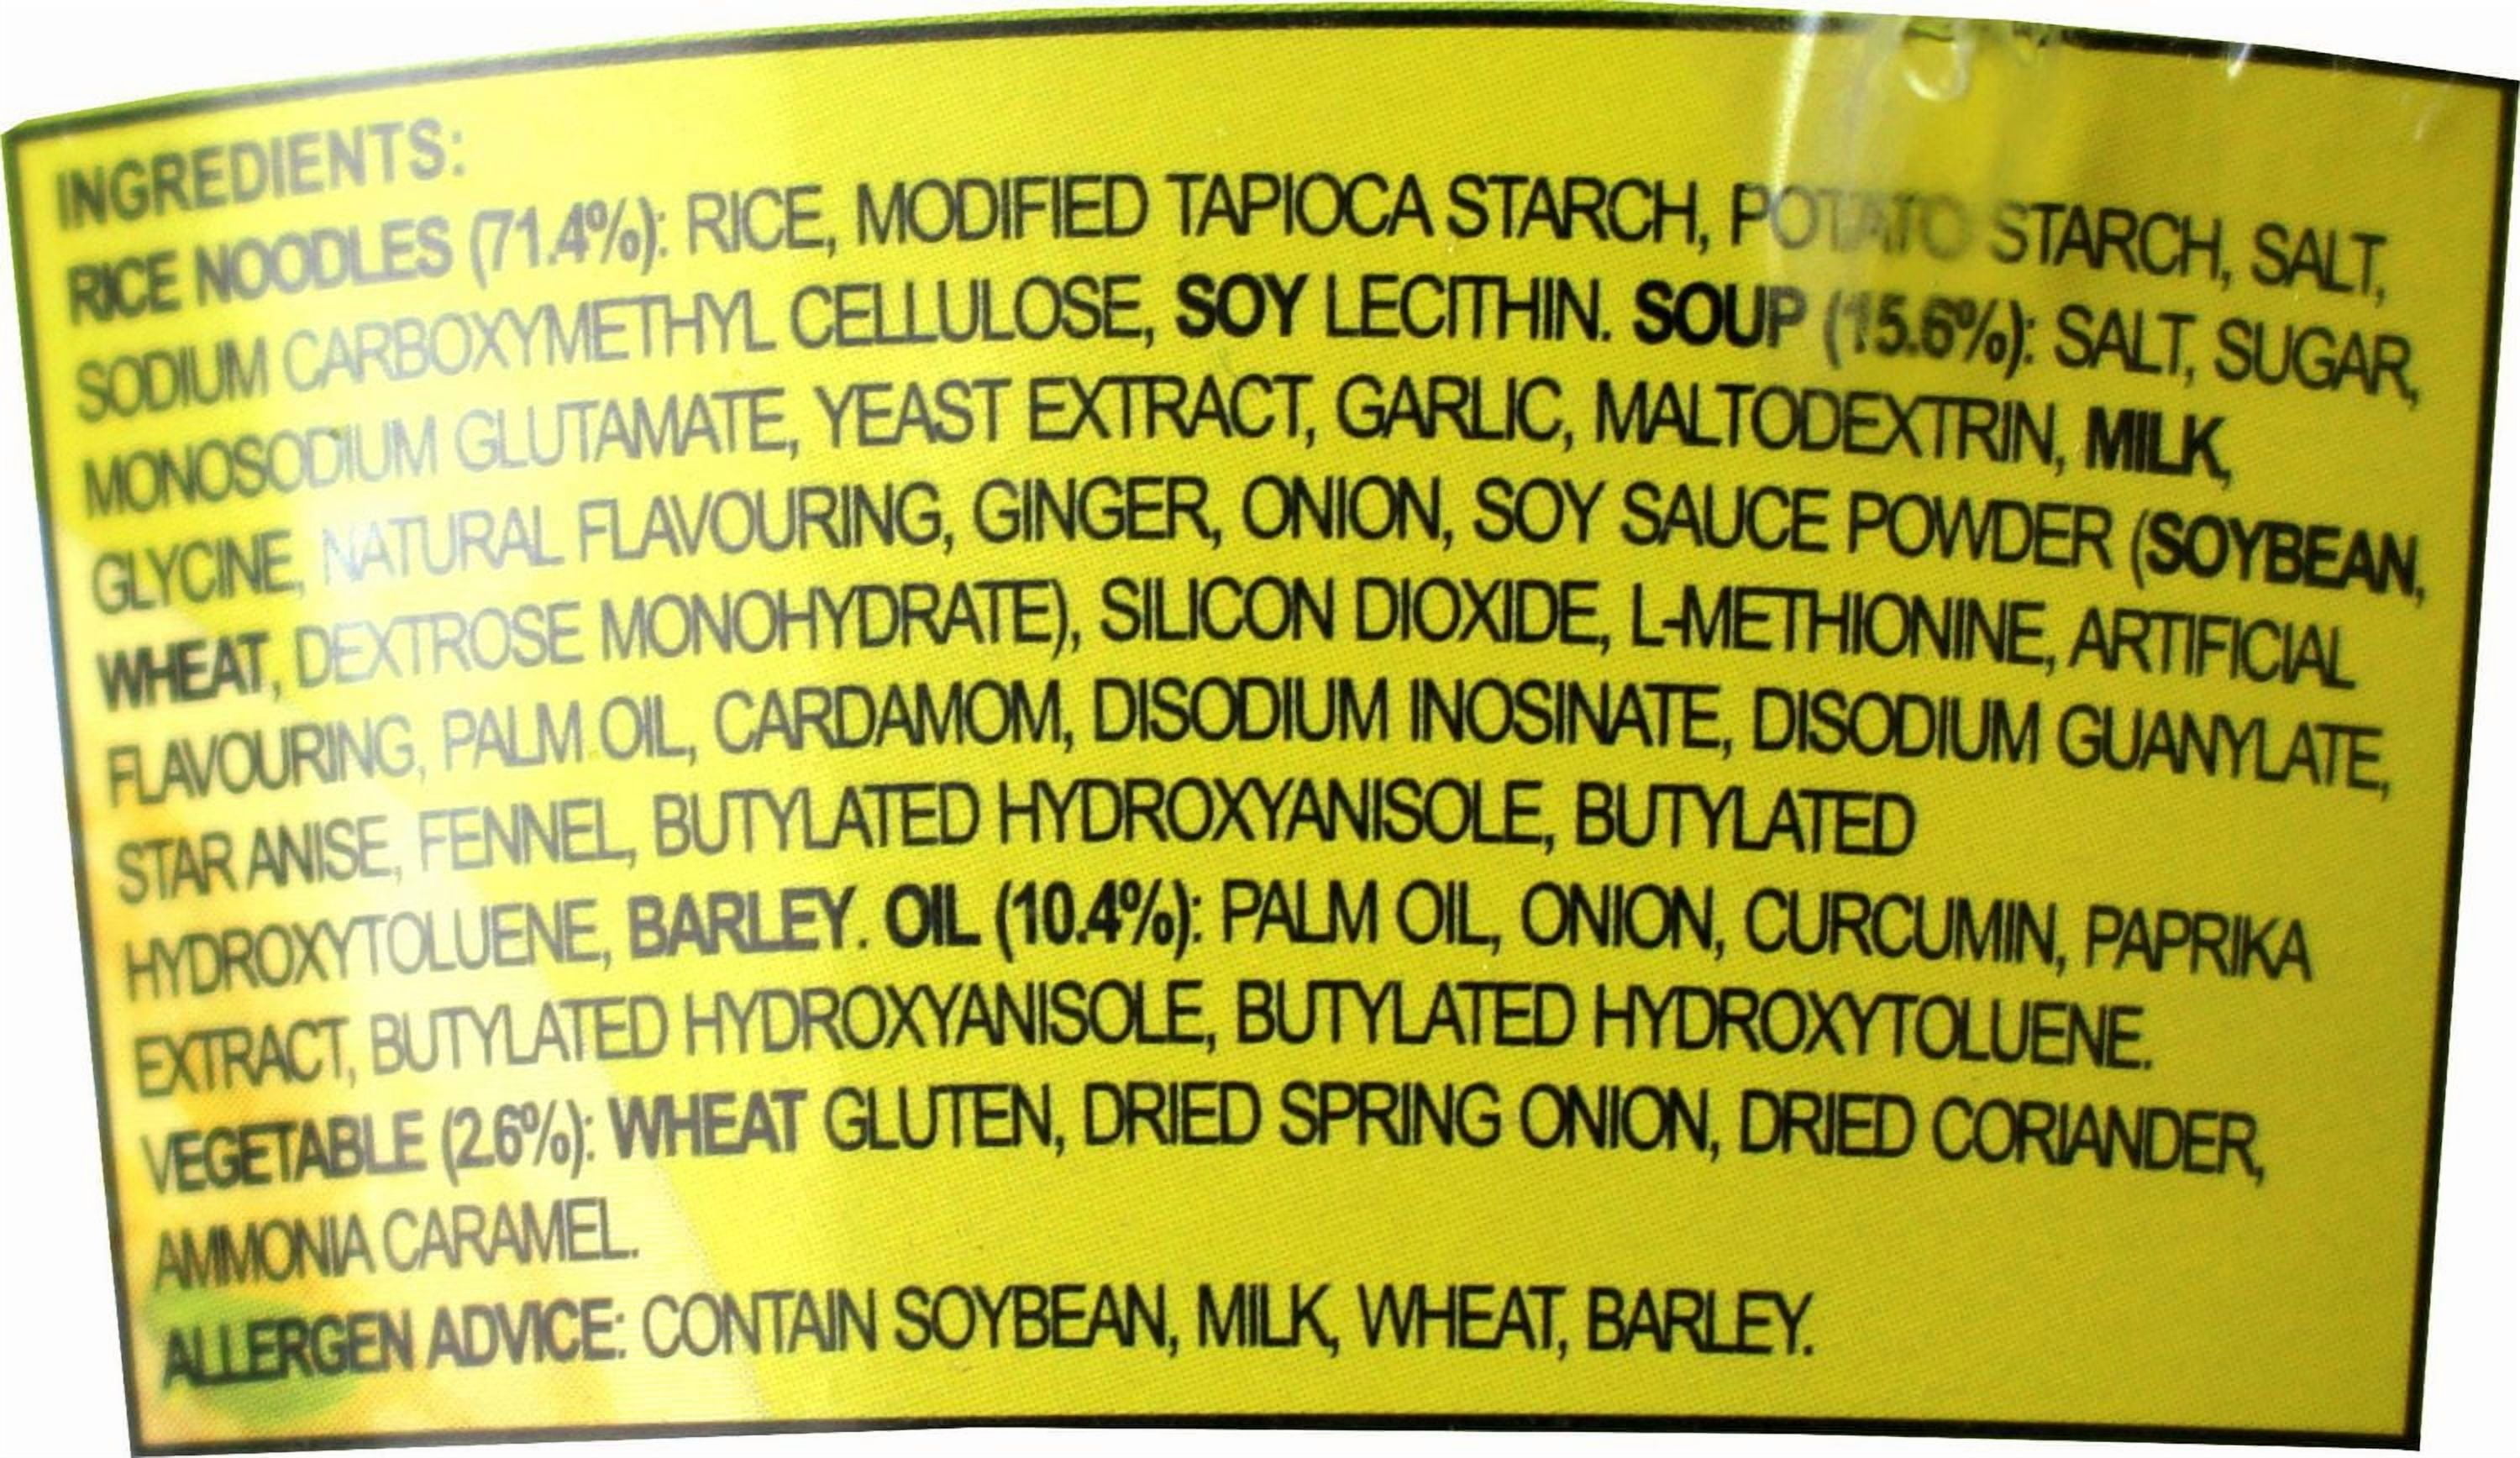 INGREDIENTS:
RICE NOODLES (71.4%): RICE, MODIFIED TAPIOCA STARCH, POTATO STARCH, SALT,
SODIUM CARBOXYMETHYL CELLULOSE, SOY LECITHIN. SOUP (15.6%): SALT, SUGAR,
MONOSODIUM GLUTAMATE, YEAST EXTRACT, GARLIC, MALTODEXTRIN, MILK,
GLYCINE, NATURAL FLAVOURING, GINGER, ONION, SOY SAUCE POWDER (SOYBEAN,
WHEAT, DEXTROSE MONOHYDRATE), SILICON DIOXIDE, L-METHIONINE, ARTIFICIAL
FLAVOURING, PALM OIL, CARDAMOM, DISODIUM INOSINATE, DISODIUM GUANYLATE,
STAR ANISE, FENNEL, BUTYLATED HYDROXYANISOLE, BUTYLATED
HYDROXYTOLUENE, BARLEY. OIL (10.4%): PALM OIL, ONION, CURCUMIN, PAPRIKA
EXTRACT, BUTYLATED HYDROXYANISOLE, BUTYLATED HYDROXYTOLUENE.
VEGETABLE (2.6%): WHEAT GLUTEN, DRIED SPRING ONION, DRIED CORIANDER,
AMMONIA CARAMEL.
ALLERGEN ADVICE: CONTAIN SOYBEAN, MILK, WHEAT, BARLEY.